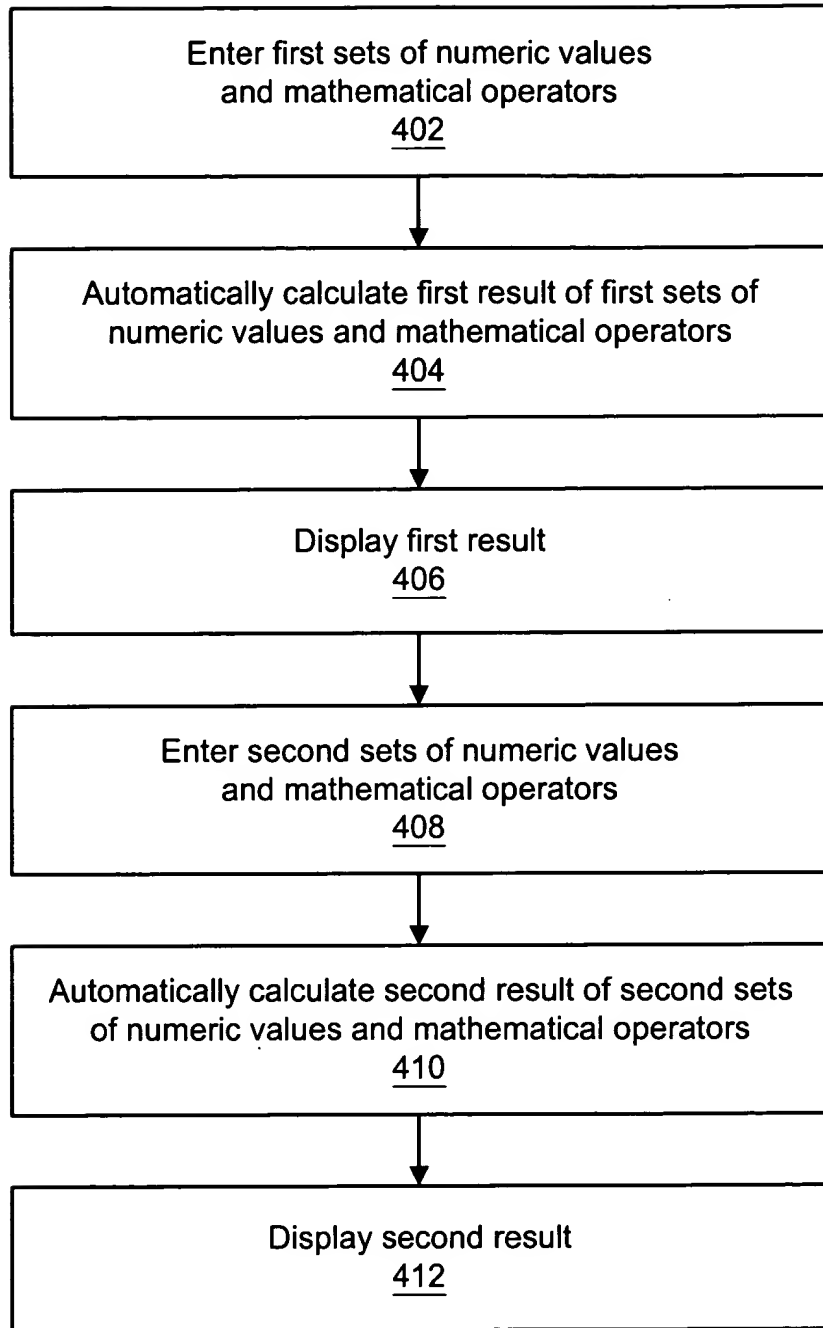 Enter first sets of numeric values
and mathematical operators
402
Automatically calculate first result of first sets of
numeric values and mathematical operators
404
Display first result
406
Enter second sets of numeric values
and mathematical operators
408
Automatically calculate second result of second sets
of numeric values and mathematical operators
410
Display second result
412